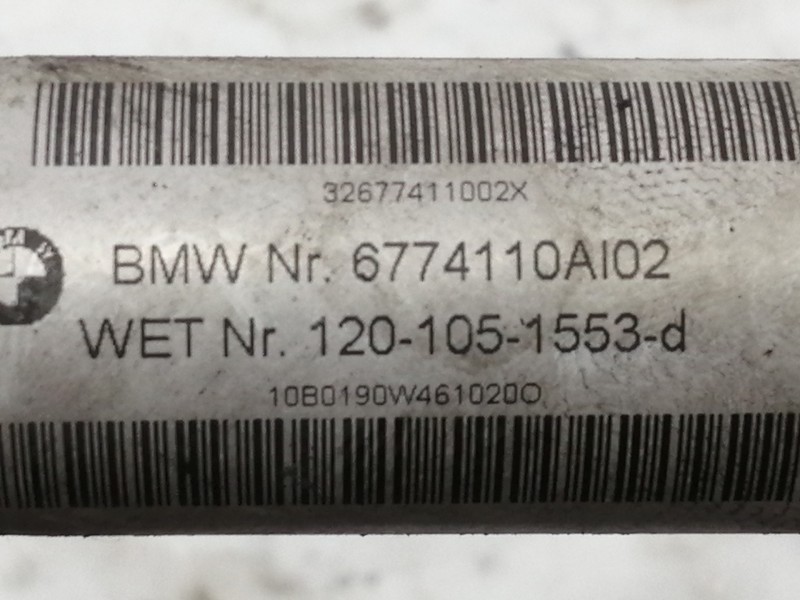 32677411002X
BMW Nr. 6774110AI02
WET Nr. 120-105-1553-d
10B0190W461020O